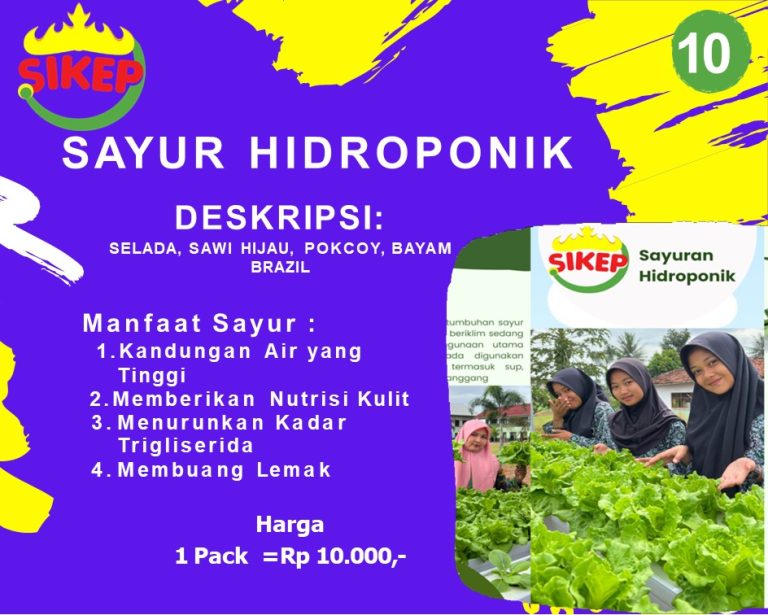 SIKEP
10
SAYUR HIDROPONIK
DESKRIPSI:
SELADA, SAWI HIJAU, POKCOY, BAYAM
BRAZIL
Manfaat Sayur :
1. Kandungan Air yang
Tinggi
2. Memberikan Nutrisi Kulit
3. Menurunkan Kadar
Trigliserida
4. Membuang Lemak
Harga
1 Pack =Rp 10.000,-
SIKEP
Sayuran
Hidroponik
tumbuhan sayur
beriklim sedang
gunaan utama
ada digunakan
termasuk sup,
anggang